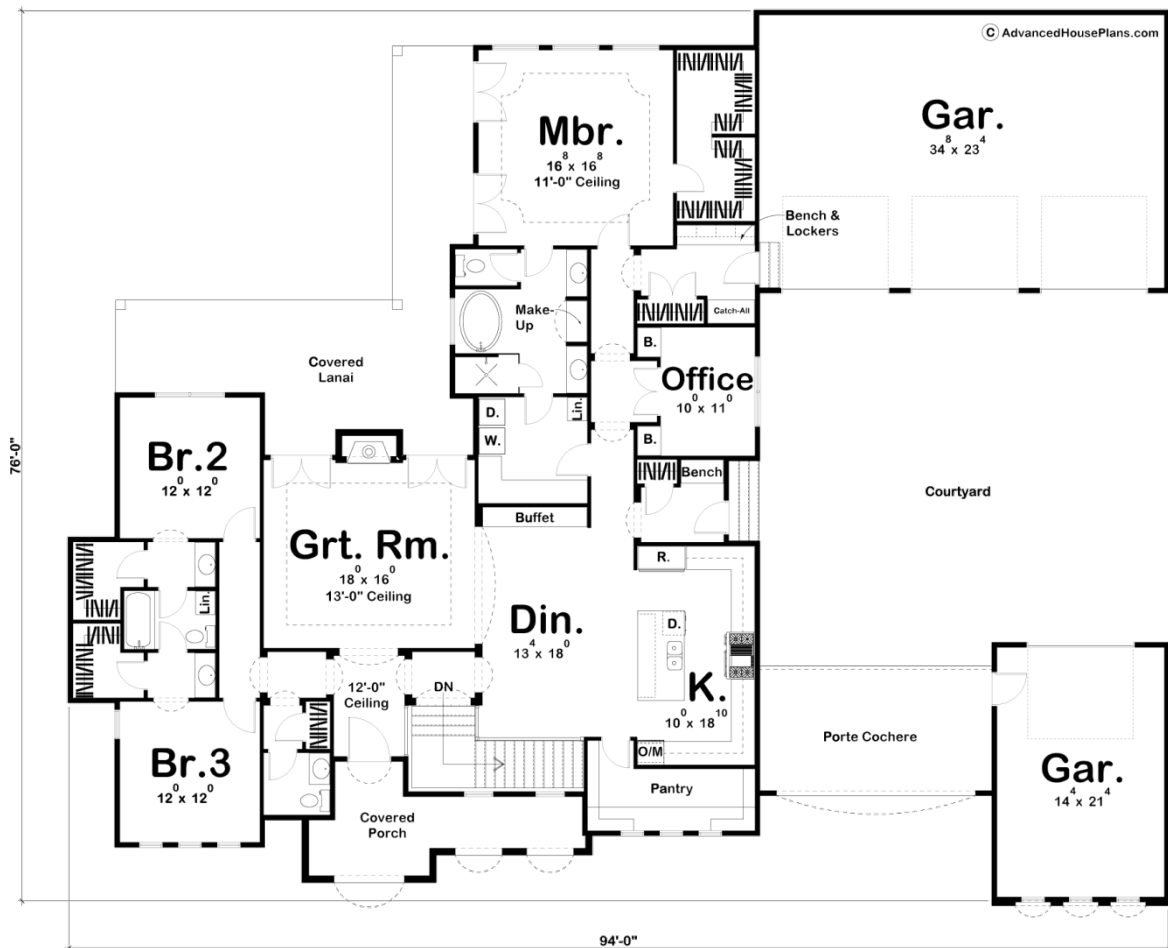 © AdvancedHousePlans.com
Gar.
34⁸ x 23⁴
Mbr.
16⁸ x 16⁸
11'-0" Ceiling
Bench &
Lockers
Catch-All
Make-
Up
Covered
Lanai
B.
Office
10⁰ x 11⁰
B.
D.
W.
Lin.
76'-0"
Br.2
12⁰ x 12⁰
Bench
Courtyard
Buffet
Grt. Rm.
18⁰ x 16⁰
13'-0" Ceiling
R.
Lin.
Din.
13⁴ x 18⁰
D.
12'-0"
Ceiling
DN
K.
10⁰ x 18¹⁰
O/M
Porte Cochere
Br.3
12⁰ x 12⁰
Gar.
14⁴ x 21⁴
Pantry
Covered
Porch
94'-0"